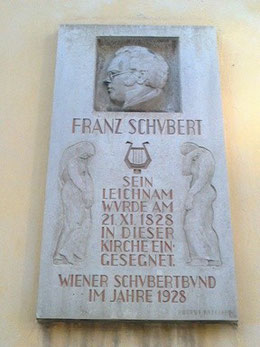 FRANZ SCHVBERT
SEIN
LEICHNAM
WVRDE AM
21. XI. 1828
IN DIESER
KIRCHE EIN-
GESEGNET.
WIENER SCHVBERTBVND
IM JAHRE 1928